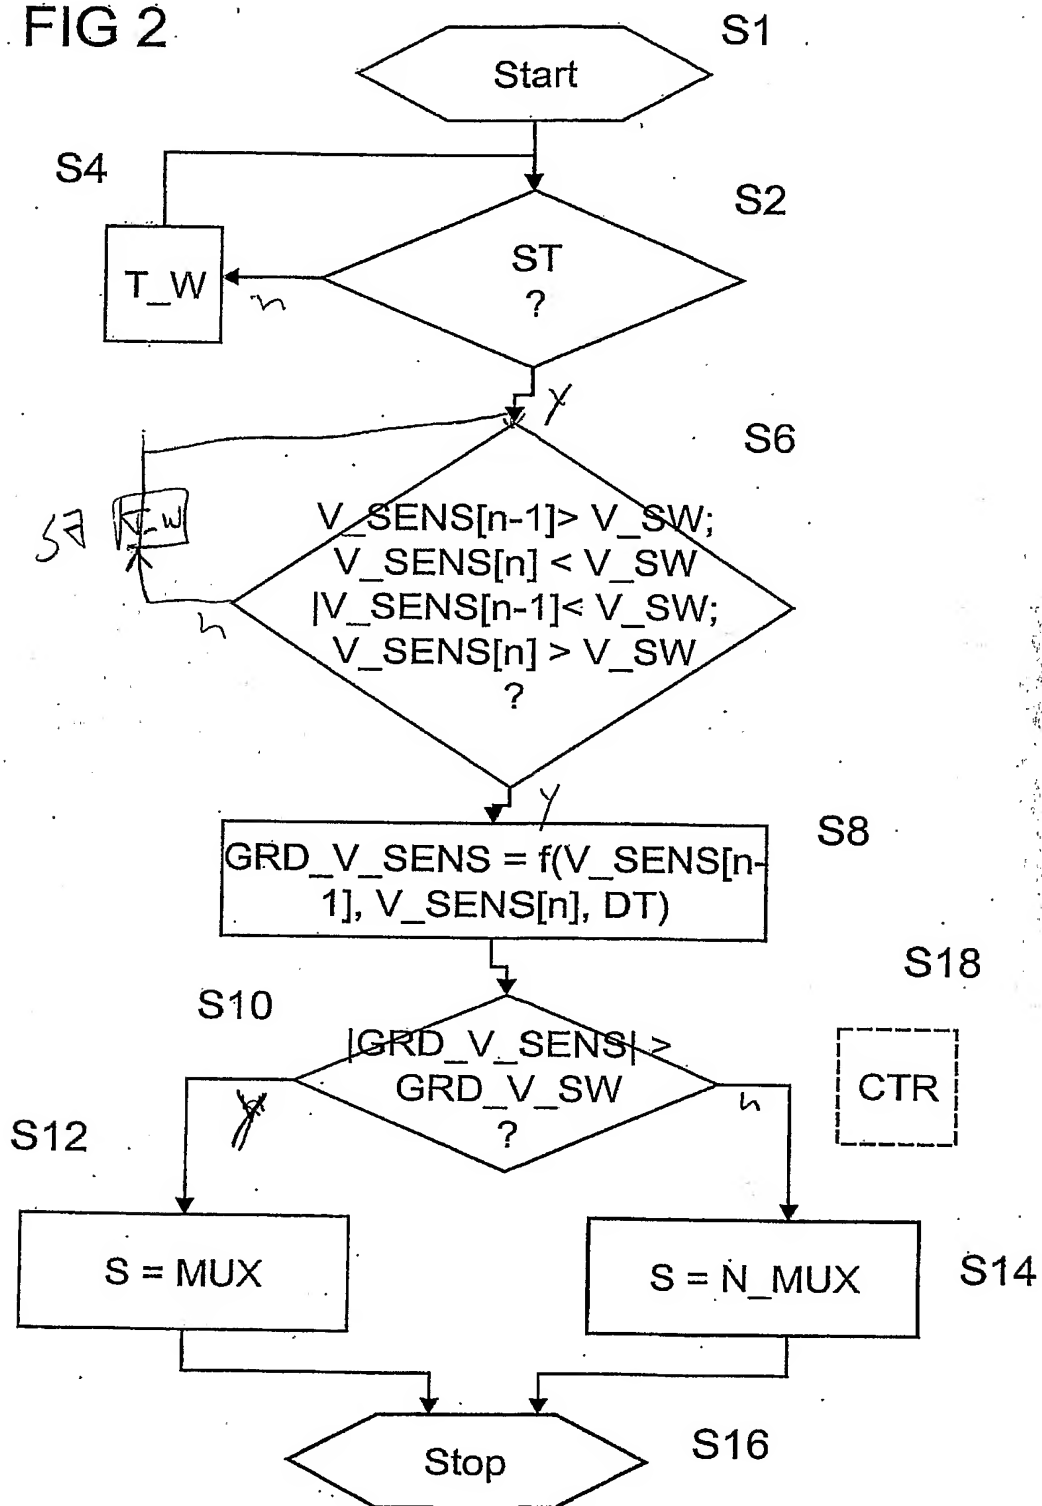 FIG 2
S1
Start
S4
S2
T_W
ST
?
n
y
S6
V_SENS[n-1]> V_SW;
V_SENS[n] < V_SW
|V_SENS[n-1]< V_SW;
V_SENS[n] > V_SW
?
T_W
n
y
S8
GRD_V_SENS = f(V_SENS[n-
1], V_SENS[n], DT)
S18
S10
|GRD_V_SENS| >
GRD_V_SW
?
CTR
y
n
S12
S = MUX
S = N_MUX
S14
Stop
S16